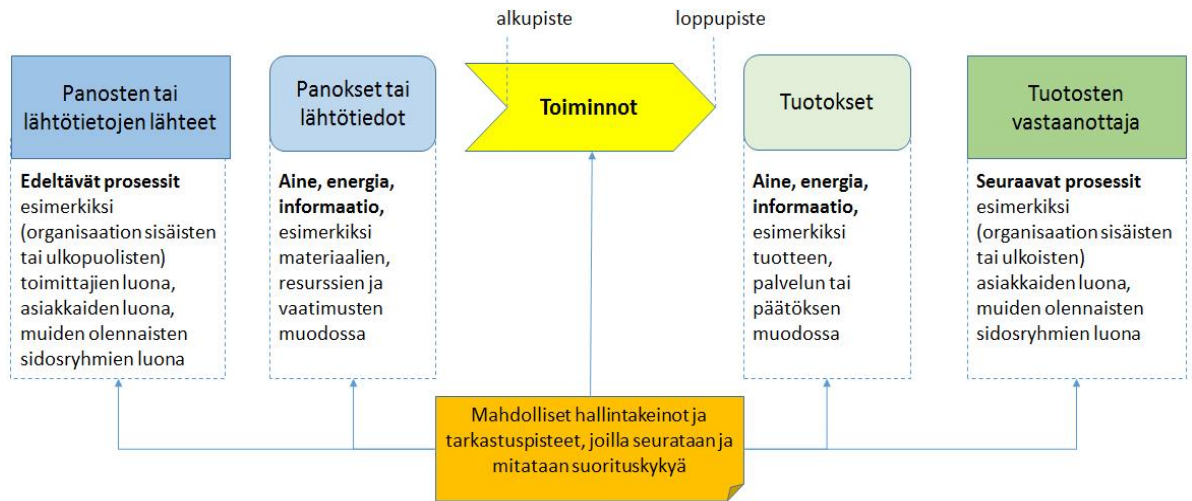 alkupiste
loppupiste
Panosten tai
lähtötietojen lähteet
Panokset tai
lähtötiedot
Toiminnot
Tuotokset
Tuotosten
vastaanottaja
Edeltävät prosessit
esimerkiksi
(organisaation sisäisten
tai ulkopuolisten)
toimittajien luona,
asiakkaiden luona,
muiden olennaisten
sidosryhmien luona
Aine, energia,
informaatio,
esimerkiksi
materiaalien,
resurssien ja
vaatimusten
muodossa
Aine, energia,
informaatio,
esimerkiksi
tuotteen,
palvelun tai
päätöksen
muodossa
Seuraavat prosessit
esimerkiksi
(organisaation sisäisten
tai ulkoisten)
asiakkaiden luona,
muiden olennaisten
sidosryhmien luona
Mahdolliset hallintakeinot ja
tarkastuspisteet, joilla seurataan ja
mitataan suorituskykyä